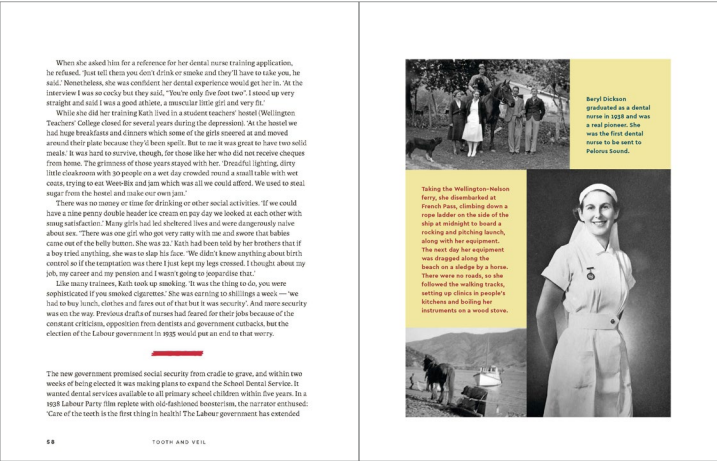 When she asked him for a reference for her dental nurse training application,
he refused. 'Just tell them you don't drink or smoke and they'll have to take you, he
said.' Nonetheless, she was confident her dental experience would get her in. 'At the
interview I was so cocky but they said, "You're only five foot two". I stood up very
straight and said I was a good athlete, a muscular little girl and very fit.'
While she did her training Kath lived in a student teachers' hostel (Wellington
Teachers' College closed for several years during the depression). 'At the hostel we
had huge breakfasts and dinners which some of the girls sneered at and moved
around their plate because they'd been spoilt. But to me it was great to have two solid
meals.' It was hard to survive, though, for those like her who did not receive cheques
from home. The grimness of those years stayed with her. 'Dreadful lighting, dirty
little cloakroom with 30 people on a wet day crowded round a small table with wet
coats, trying to eat Weet-Bix and jam which was all we could afford. We used to steal
sugar from the hostel and make our own jam.'
There was no money or time for drinking or other social activities. 'If we could
have a nine penny double header ice cream on pay day we looked at each other with
smug satisfaction.' Many girls had led sheltered lives and were dangerously naive
about sex. 'There was one girl who got very ratty with me and swore that babies
came out of the belly button. She was 22.' Kath had been told by her brothers that if
a boy tried anything, she was to slap his face. 'We didn't know anything about birth
control so if the temptation was there I just kept my legs crossed. I thought about my
job, my career and my pension and I wasn't going to jeopardise that.'
Like many trainees, Kath took up smoking. 'It was the thing to do, you were
sophisticated if you smoked cigarettes.' She was earning 10 shillings a week — 'we
had to buy lunch, clothes and fares out of that but it was security'. And more security
was on the way. Previous drafts of nurses had feared for their jobs because of the
constant criticism, opposition from dentists and government cutbacks, but the
election of the Labour government in 1935 would put an end to that worry.
The new government promised social security from cradle to grave, and within two
weeks of being elected it was making plans to expand the School Dental Service. It
wanted dental services available to all primary school children within five years. In a
1938 Labour Party film replete with old-fashioned boosterism, the narrator enthused:
'Care of the teeth is the first thing in health! The Labour government has extended
58
TOOTH AND VEIL
Beryl Dickson
graduated as a dental
nurse in 1938 and was
a real pioneer. She
was the first dental
nurse to be sent to
Pelorus Sound.
Taking the Wellington–Nelson
ferry, she disembarked at
French Pass, climbing down a
rope ladder on the side of the
ship at midnight to board a
rocking and pitching launch,
along with her equipment.
The next day her equipment
was dragged along the
beach on a sledge by a horse.
There were no roads, so she
followed the walking tracks,
setting up clinics in people's
kitchens and boiling her
instruments on a wood stove.